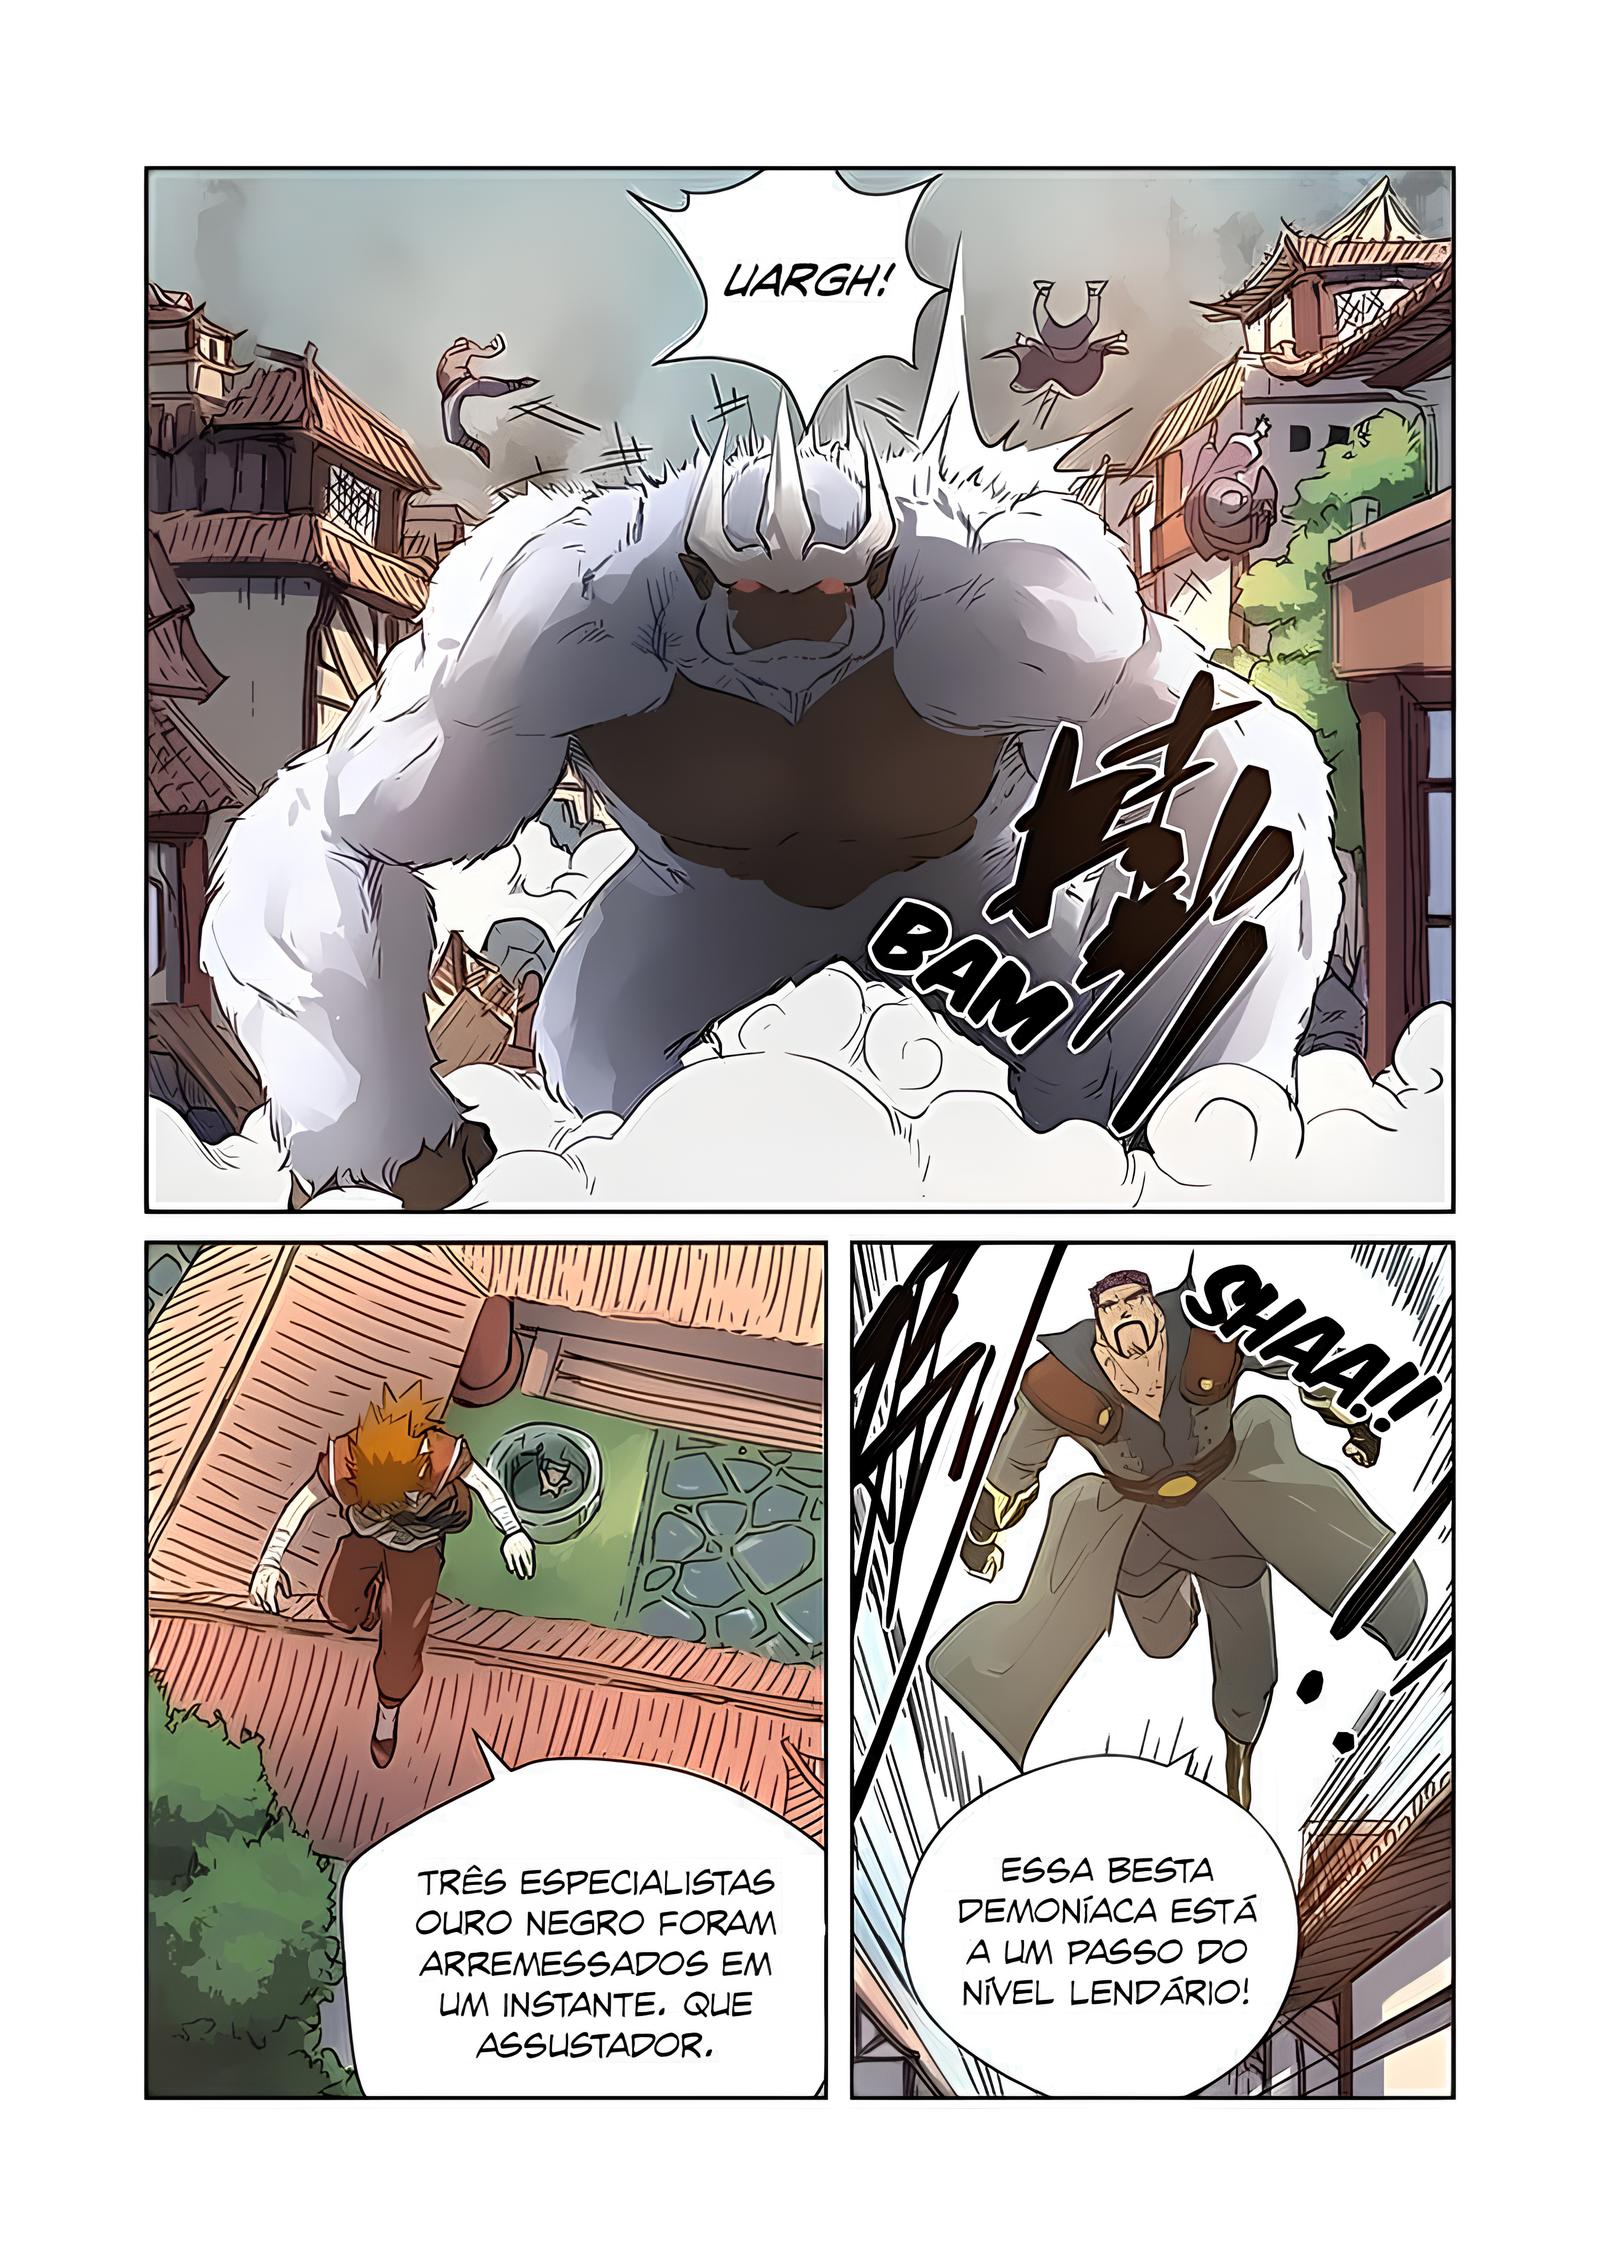 UARGH!
BAM
SHAA!!
TRÊS ESPECIALISTAS
OURO NEGRO FORAM
ARREMESSADOS EM
UM INSTANTE. QUE
ASSUSTADOR.
ESSA BESTA
DEMONÍACA ESTÁ
A UM PASSO DO
NÍVEL LENDÁRIO!